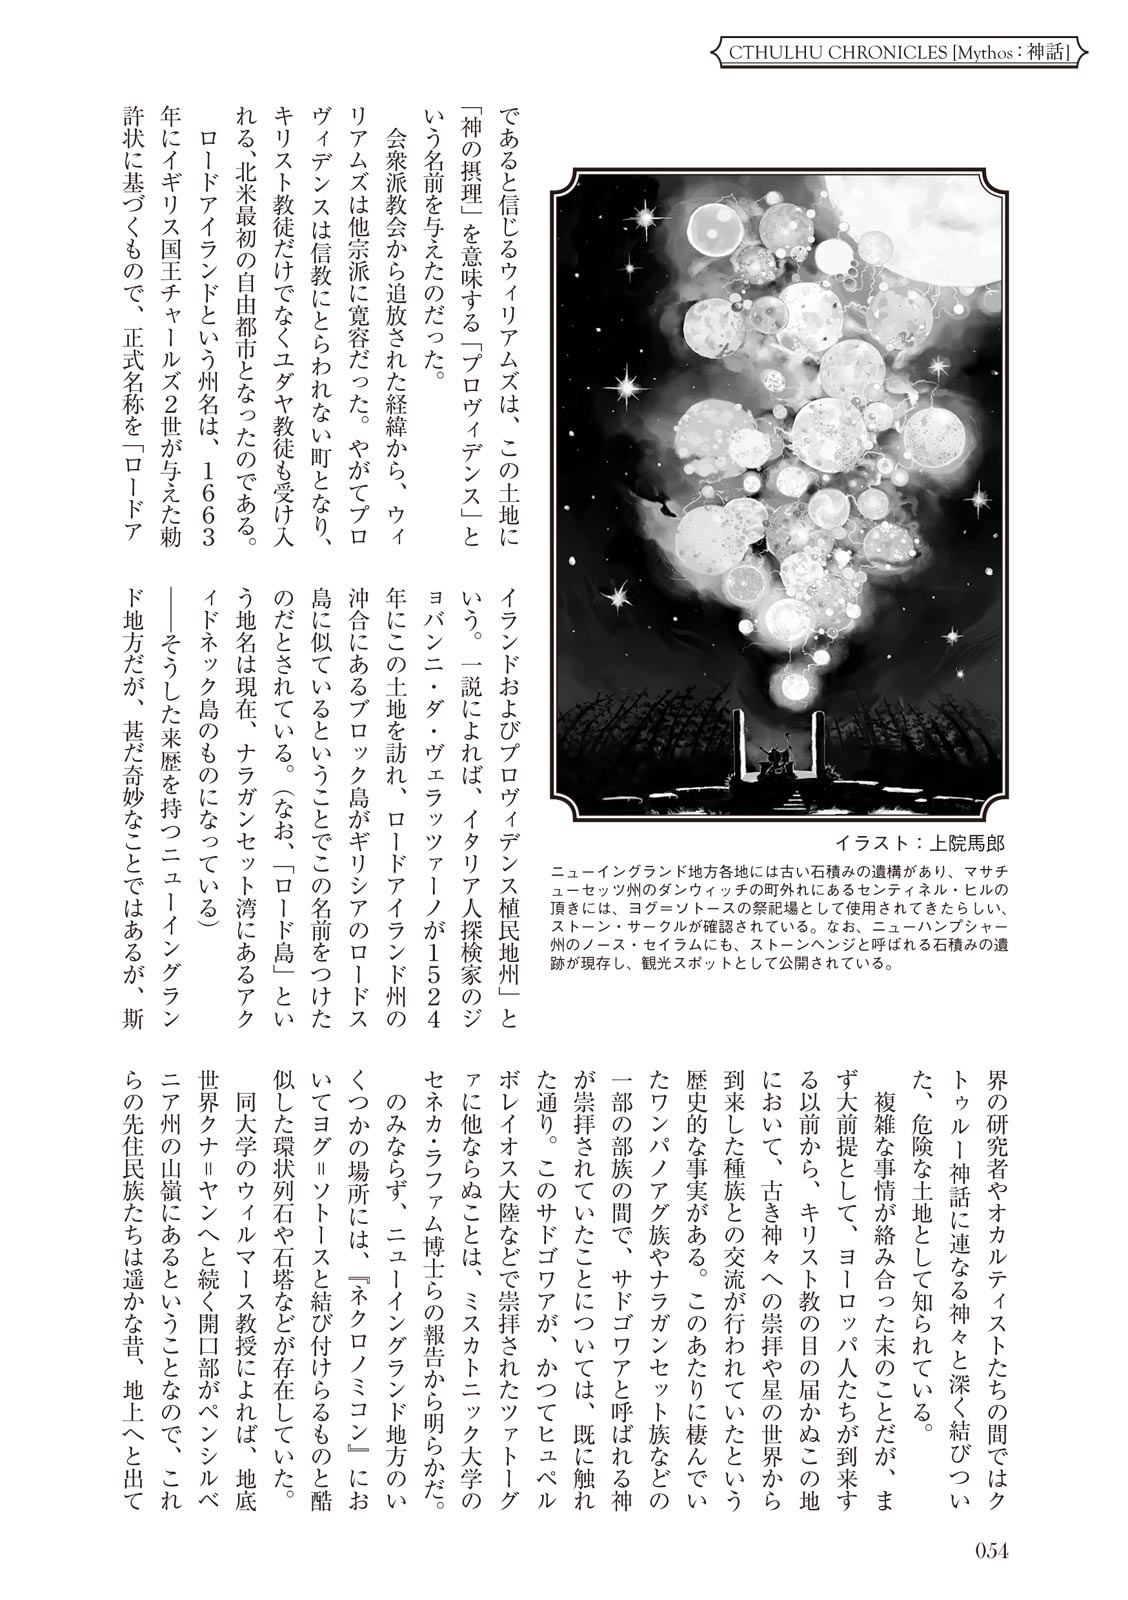 CTHULHU CHRONICLES [Mythos：神話]
であると信じるウィリアムズは、この土地に
「神の摂理」を意味する「プロヴィデンス」と
いう名前を与えたのだった。
会衆派教会から追放された経緯から、ウィ
リアムズは他宗派に寛容だった。やがてプロ
ヴィデンスは信教にとらわれない町となり、
キリスト教徒だけでなくユダヤ教徒も受け入
れる、北米最初の自由都市となったのである。
ロードアイランドという州名は、1663
年にイギリス国王チャールズ2世が与えた勅
許状に基づくもので、正式名称を「ロードア
イランドおよびプロヴィデンス植民地州」と
いう。一説によれば、イタリア人探検家のジ
ョバンニ・ダ・ヴェラッツァーノが1524
年にこの土地を訪れ、ロードアイランド州の
沖合にあるブロック島がギリシアのロードス
島に似ているということでこの名前をつけた
のだとされている。（なお、「ロード島」とい
う地名は現在、ナラガンセット湾にあるアク
ィドネック島のものになっている）
――そうした来歴を持つニューイングラン
ド地方だが、甚だ奇妙なことではあるが、斯
イラスト：上院馬郎
ニューイングランド地方各地には古い石積みの遺構があり、マサチ
ューセッツ州のダンウィッチの町外れにあるセンティネル・ヒルの
頂きには、ヨグ＝ソトースの祭祀場として使用されてきたらしい、
ストーン・サークルが確認されている。なお、ニューハンプシャー
州のノース・セイラムにも、ストーンヘンジと呼ばれる石積みの遺
跡が現存し、観光スポットとして公開されている。
界の研究者やオカルティストたちの間ではク
トゥルー神話に連なる神々と深く結びつい
た、危険な土地として知られている。
複雑な事情が絡み合った末のことだが、ま
ず大前提として、ヨーロッパ人たちが到来す
る以前から、キリスト教の目の届かぬこの地
において、古き神々への崇拝や星の世界から
到来した種族との交流が行われていたという
歴史的な事実がある。このあたりに棲んでい
たワンパノアグ族やナラガンセット族などの
一部の部族の間で、サドゴワアと呼ばれる神
が崇拝されていたことについては、既に触れ
た通り。このサドゴワアが、かつてヒュペル
ボレイオス大陸などで崇拝されたツァトーグ
ァに他ならぬことは、ミスカトニック大学の
セネカ・ラファム博士らの報告から明らかだ。
のみならず、ニューイングランド地方のい
くつかの場所には、『ネクロノミコン』にお
いてヨグ＝ソトースと結び付けらるものと酷
似した環状列石や石塔などが存在していた。
同大学のウィルマース教授によれば、地底
世界クナ＝ヤンへと続く開口部がペンシルベ
ニア州の山嶺にあるということなので、これ
らの先住民族たちは遥かな昔、地上へと出て
054